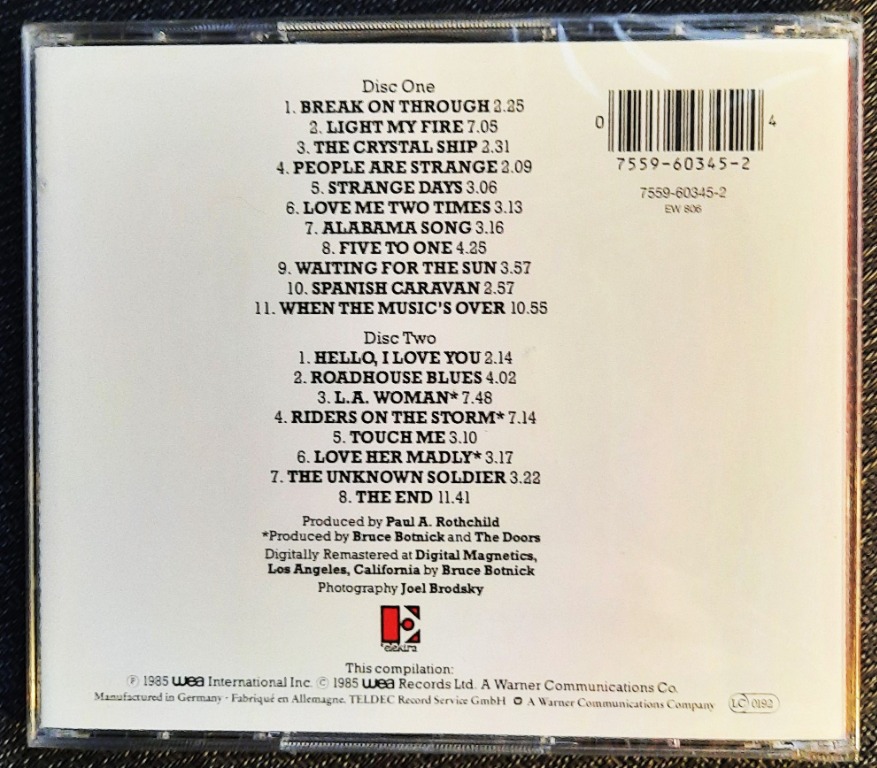 Disc One
1. BREAK ON THROUGH 2.25
2. LIGHT MY FIRE 7.05
3. THE CRYSTAL SHIP 2.31
4. PEOPLE ARE STRANGE 2.09
5. STRANGE DAYS 3.06
6. LOVE ME TWO TIMES 3.13
7. ALABAMA SONG 3.16
8. FIVE TO ONE 4.25
9. WAITING FOR THE SUN 3.57
10. SPANISH CARAVAN 2.57
11. WHEN THE MUSIC'S OVER 10.55
Disc Two
1. HELLO, I LOVE YOU 2.14
2. ROADHOUSE BLUES 4.02
3. L.A. WOMAN* 7.48
4. RIDERS ON THE STORM* 7.14
5. TOUCH ME 3.10
6. LOVE HER MADLY* 3.17
7. THE UNKNOWN SOLDIER 3.22
8. THE END 11.41
Produced by Paul A. Rothchild
*Produced by Bruce Botnick and The Doors
Digitally Remastered at Digital Magnetics,
Los Angeles, California by Bruce Botnick
Photography Joel Brodsky
elektra
This compilation:
℗ 1985 wea International Inc. © 1985 wea Records Ltd. A Warner Communications Co.
Manufactured in Germany · Fabriqué en Allemagne. TELDEC Record Service GmbH A Warner Communications Company
LC 0192
0 4
7559-60345-2
7559-60345-2
EW 806